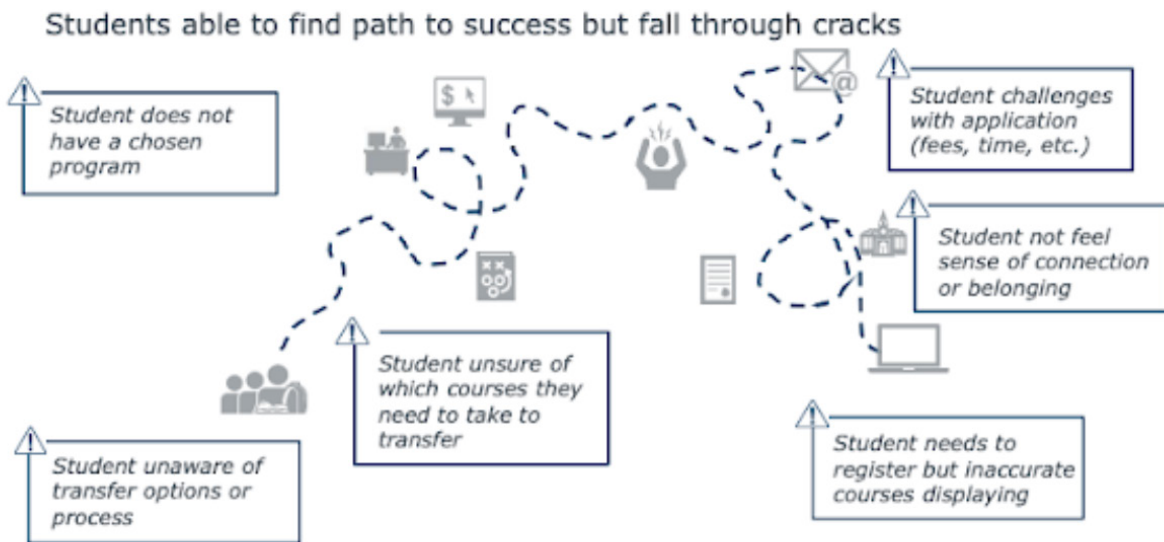 Students able to find path to success but fall through cracks
Student does not
have a chosen
program
$
@
Student challenges
with application
(fees, time, etc.)
Student not feel
sense of connection
or belonging
Student unsure of
which courses they
need to take to
transfer
Student unaware of
transfer options or
process
Student needs to
register but inaccurate
courses displaying